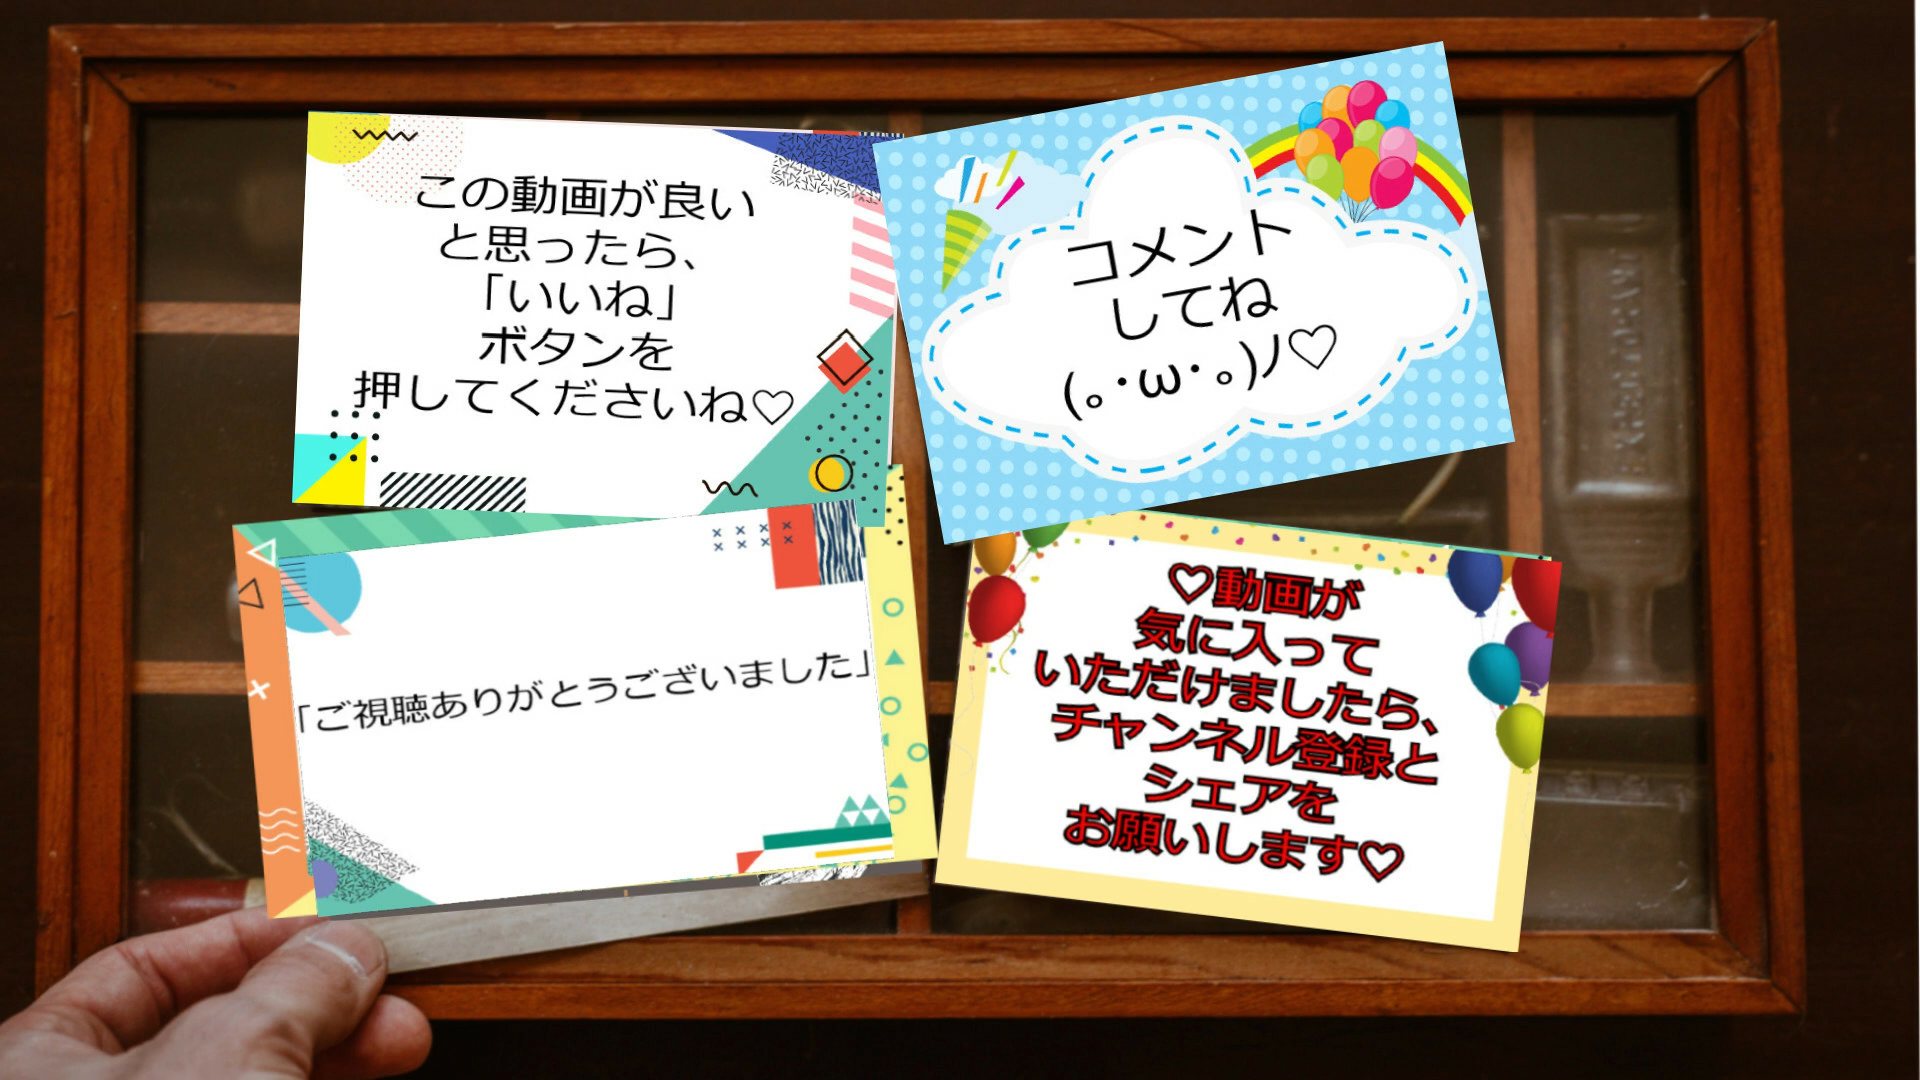 この動画が良い
と思ったら、
「いいね」
ボタンを
押してくださいね♡
コメント
してね
(｡･ω･｡)ﾉ♡
「ご視聴ありがとうございました」
♡動画が
気に入って
いただけましたら、
チャンネル登録と
シェアを
お願いします♡